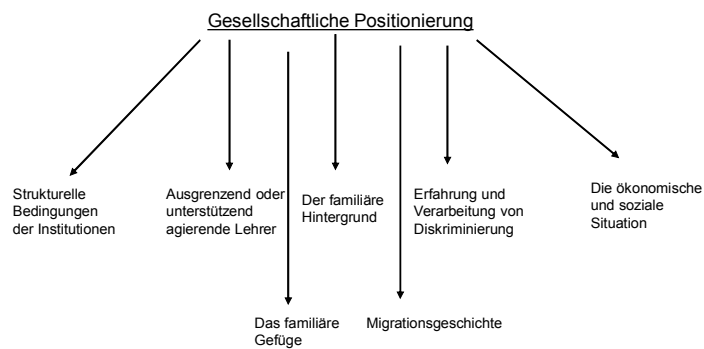 Gesellschaftliche Positionierung
Strukturelle
Bedingungen
der Institutionen
Ausgrenzend oder
unterstützend
agierende Lehrer
Der familiäre
Hintergrund
Erfahrung und
Verarbeitung von
Diskriminierung
Die ökonomische
und soziale
Situation
Das familiäre
Gefüge
Migrationsgeschichte